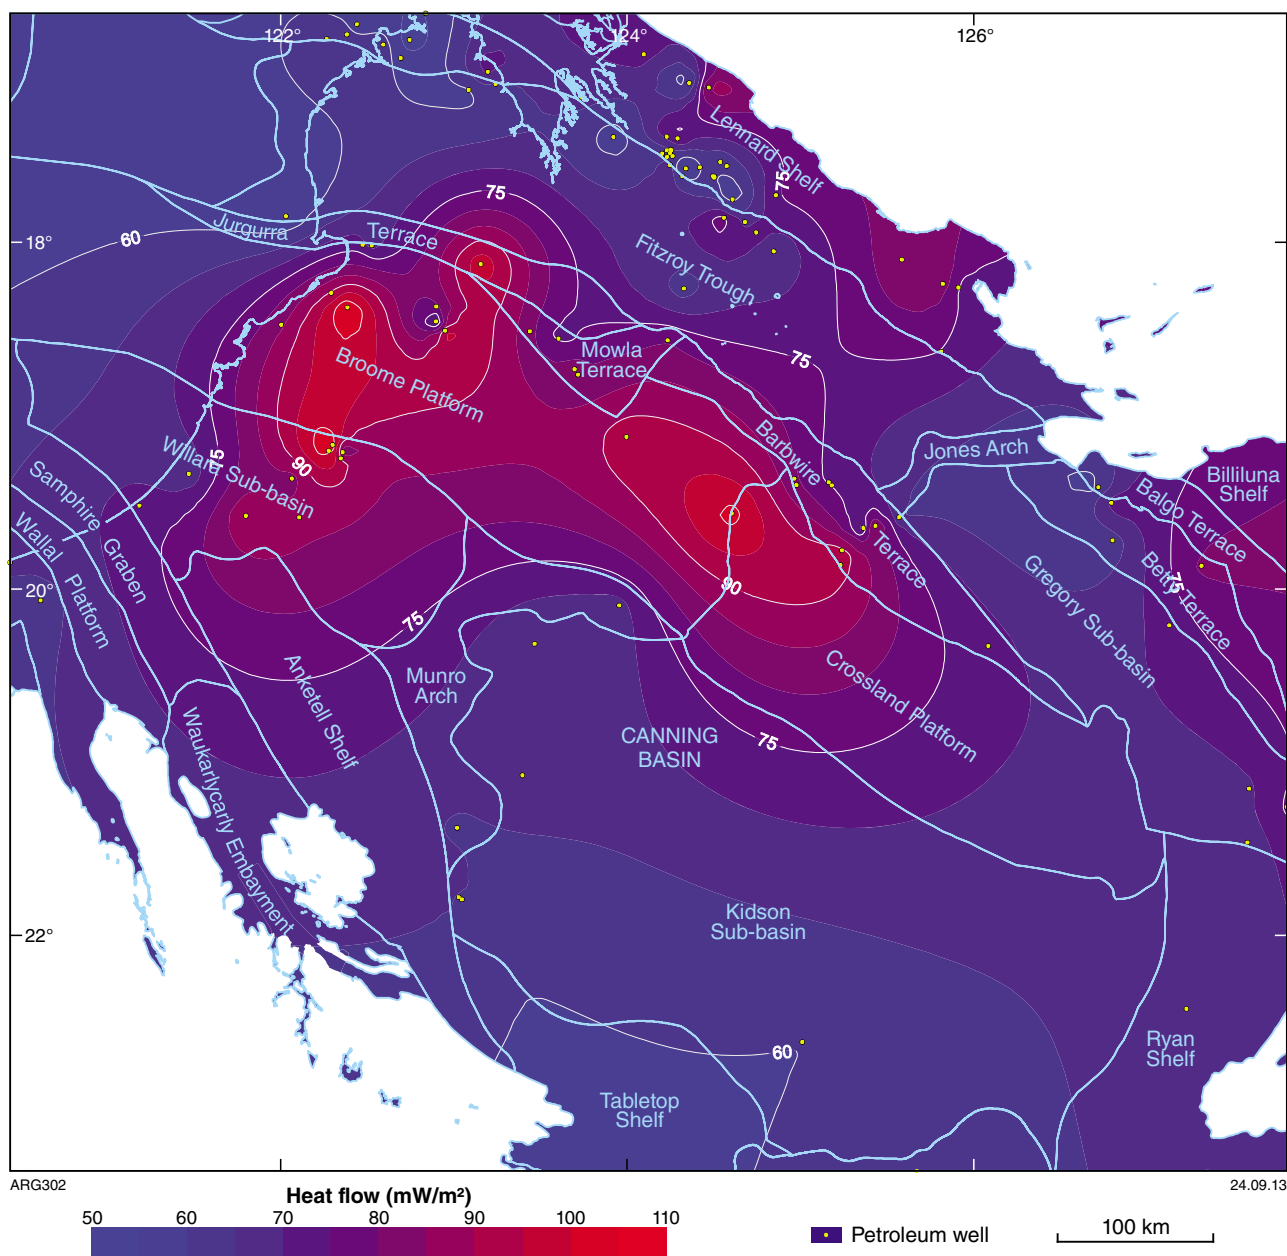 122°
124°
126°
Lennard Shelf
75
75
Jurgurra
Terrace
60
18°
Fitzroy Trough
Mowla
Terrace
75
Broome Platform
Barbwire
Jones Arch
Willara Sub-basin
75
90
Samphire
Graben
Billiluna
Shelf
Balgo Terrace
Wallal
Platform
Terrace
Betty Terrace
75
Gregory Sub-basin
20°
90
75
Anketell Shelf
Munro
Arch
Crossland Platform
CANNING
BASIN
75
Waukarlycarly Embayment
Kidson
Sub-basin
22°
60
Ryan
Shelf
Tabletop
Shelf
ARG302
24.09.13
Heat flow (mW/m²)
50 60 70 80 90 100 110
Petroleum well
100 km